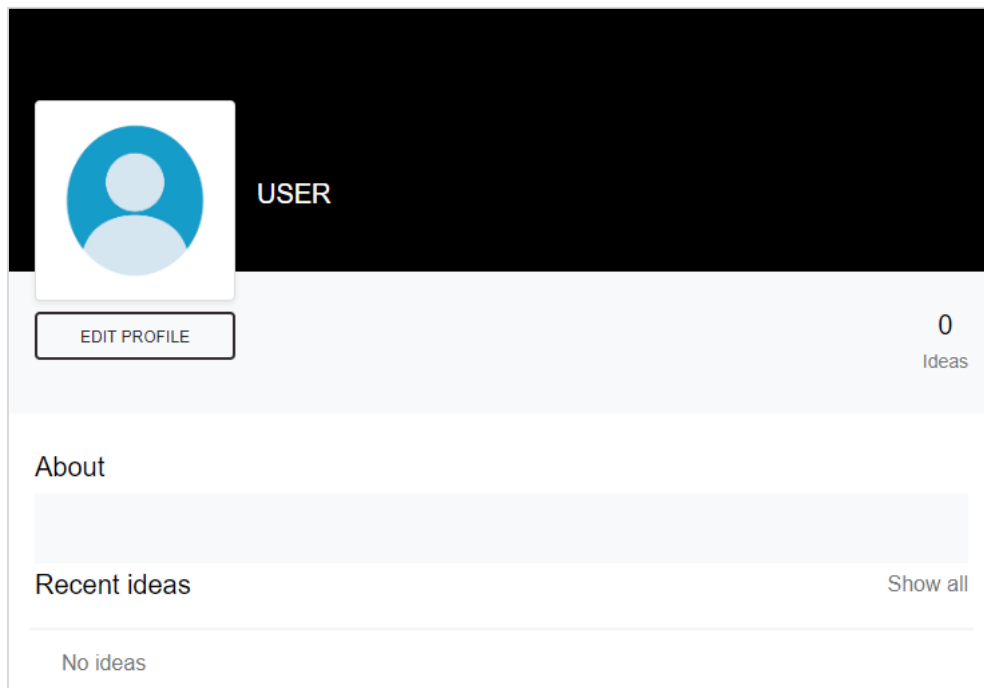 USER
EDIT PROFILE
0
Ideas
About
Recent ideas
Show all
No ideas